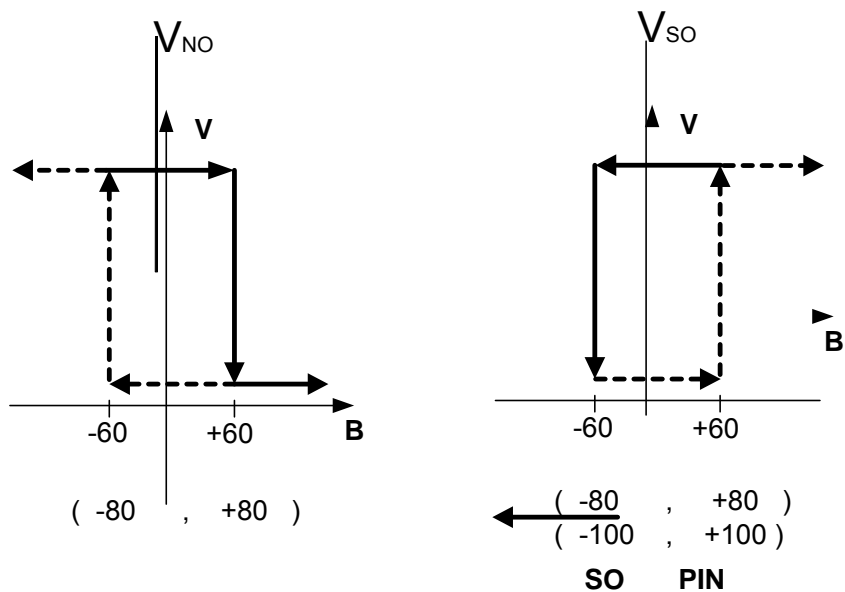 VNO
V
-60 +60 B
( -80 , +80 )
VSO
V
B
-60 +60
( -80 , +80 )
( -100 , +100 )
SO PIN